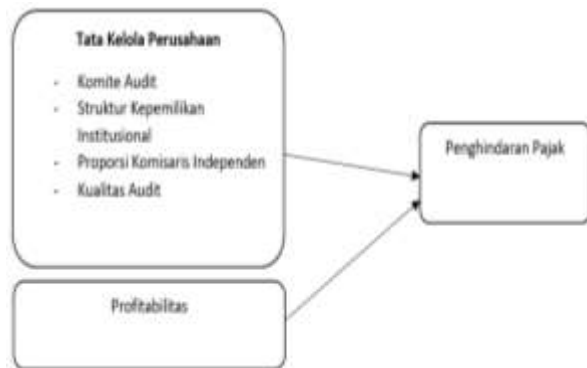 Tata Kelola Perusahaan
- Komite Audit
- Struktur Kepemilikan
Institusional
- Proporsi Komisaris Independen
- Kualitas Audit
Penghindaran Pajak
Profitabilitas